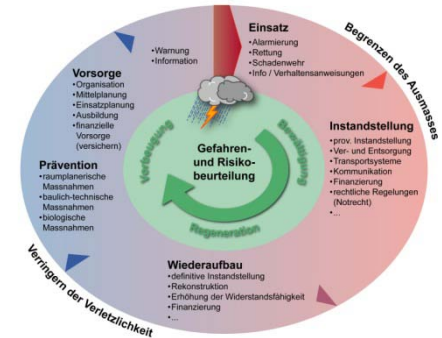 Einsatz
• Alarmierung
• Rettung
• Schadenwehr
• Info / Verhaltensanweisungen
Begrenzen des Ausmasses
• Warnung
• Information
Vorsorge
• Organisation
• Mittelplanung
• Einsatzplanung
• Ausbildung
• finanzielle
Vorsorge
(versichern)
Instandstellung
• prov. Instandstellung
• Ver- und Entsorgung
• Transportsysteme
• Kommunikation
• Finanzierung
• rechtliche Regelungen
(Notrecht)
• ...
Vorbeugung
Gefahren-
und Risiko-
beurteilung
Bewältigung
Regeneration
Prävention
• raumplanerische
Massnahmen
• baulich-technische
Massnahmen
• biologische
Massnahmen
Wiederaufbau
• definitive Instandstellung
• Rekonstruktion
• Erhöhung der Widerstandsfähigkeit
• Finanzierung
• ...
Verringern der Verletzlichkeit